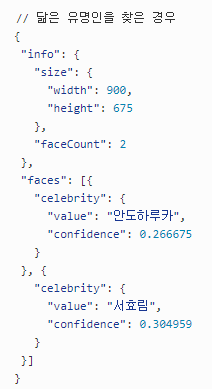 // 닮은 유명인을 찾은 경우
{
 "info": {
   "size": {
     "width": 900,
     "height": 675
   },
   "faceCount": 2
 },
 "faces": [{
   "celebrity": {
     "value": "안도하루카",
     "confidence": 0.266675
   }
 }, {
   "celebrity": {
     "value": "서효림",
     "confidence": 0.304959
   }
 }]
}